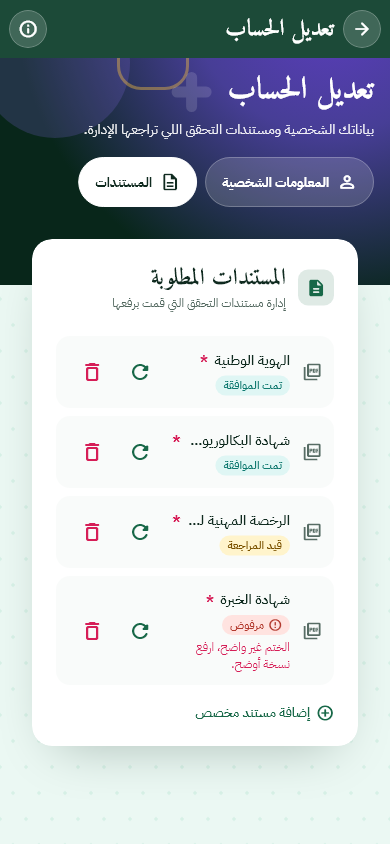 تعديل الحساب
تعديل الحساب
بياناتك الشخصية ومستندات التحقق اللي تراجعها الإدارة.
المعلومات الشخصية
المستندات
المستندات المطلوبة
إدارة مستندات التحقق التي قمت برفعها
الهوية الوطنية *
تمت الموافقة
شهادة البكالوريو... *
تمت الموافقة
الرخصة المهنية لـ... *
قيد المراجعة
شهادة الخبرة *
مرفوض
الختم غير واضح، ارفع
نسخة أوضح.
إضافة مستند مخصص